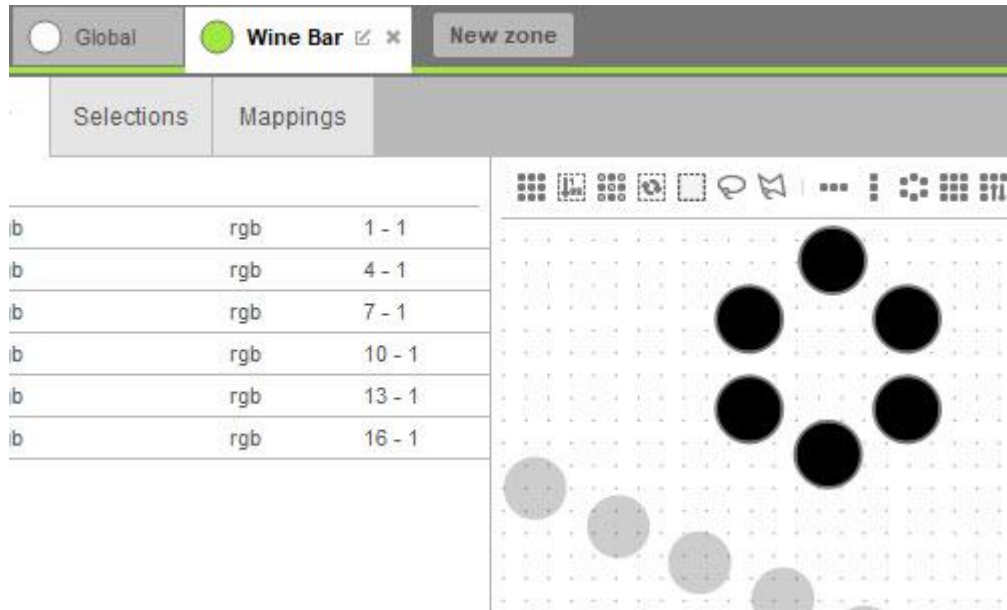 Global Wine Bar New zone
Selections Mappings
rgb 1 - 1
rgb 4 - 1
rgb 7 - 1
rgb 10 - 1
rgb 13 - 1
rgb 16 - 1